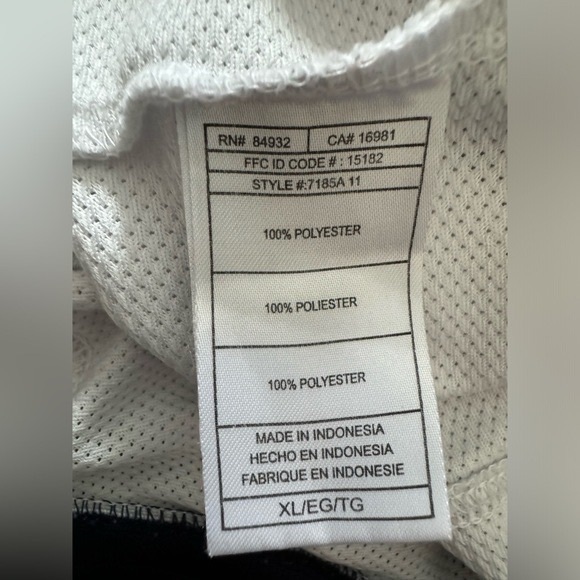 RN# 84932 CA# 16981
FFC ID CODE # : 15182
STYLE #:7185A 11
100% POLYESTER
100% POLIESTER
100% POLYESTER
MADE IN INDONESIA
HECHO EN INDONESIA
FABRIQUE EN INDONESIE
XL/EG/TG